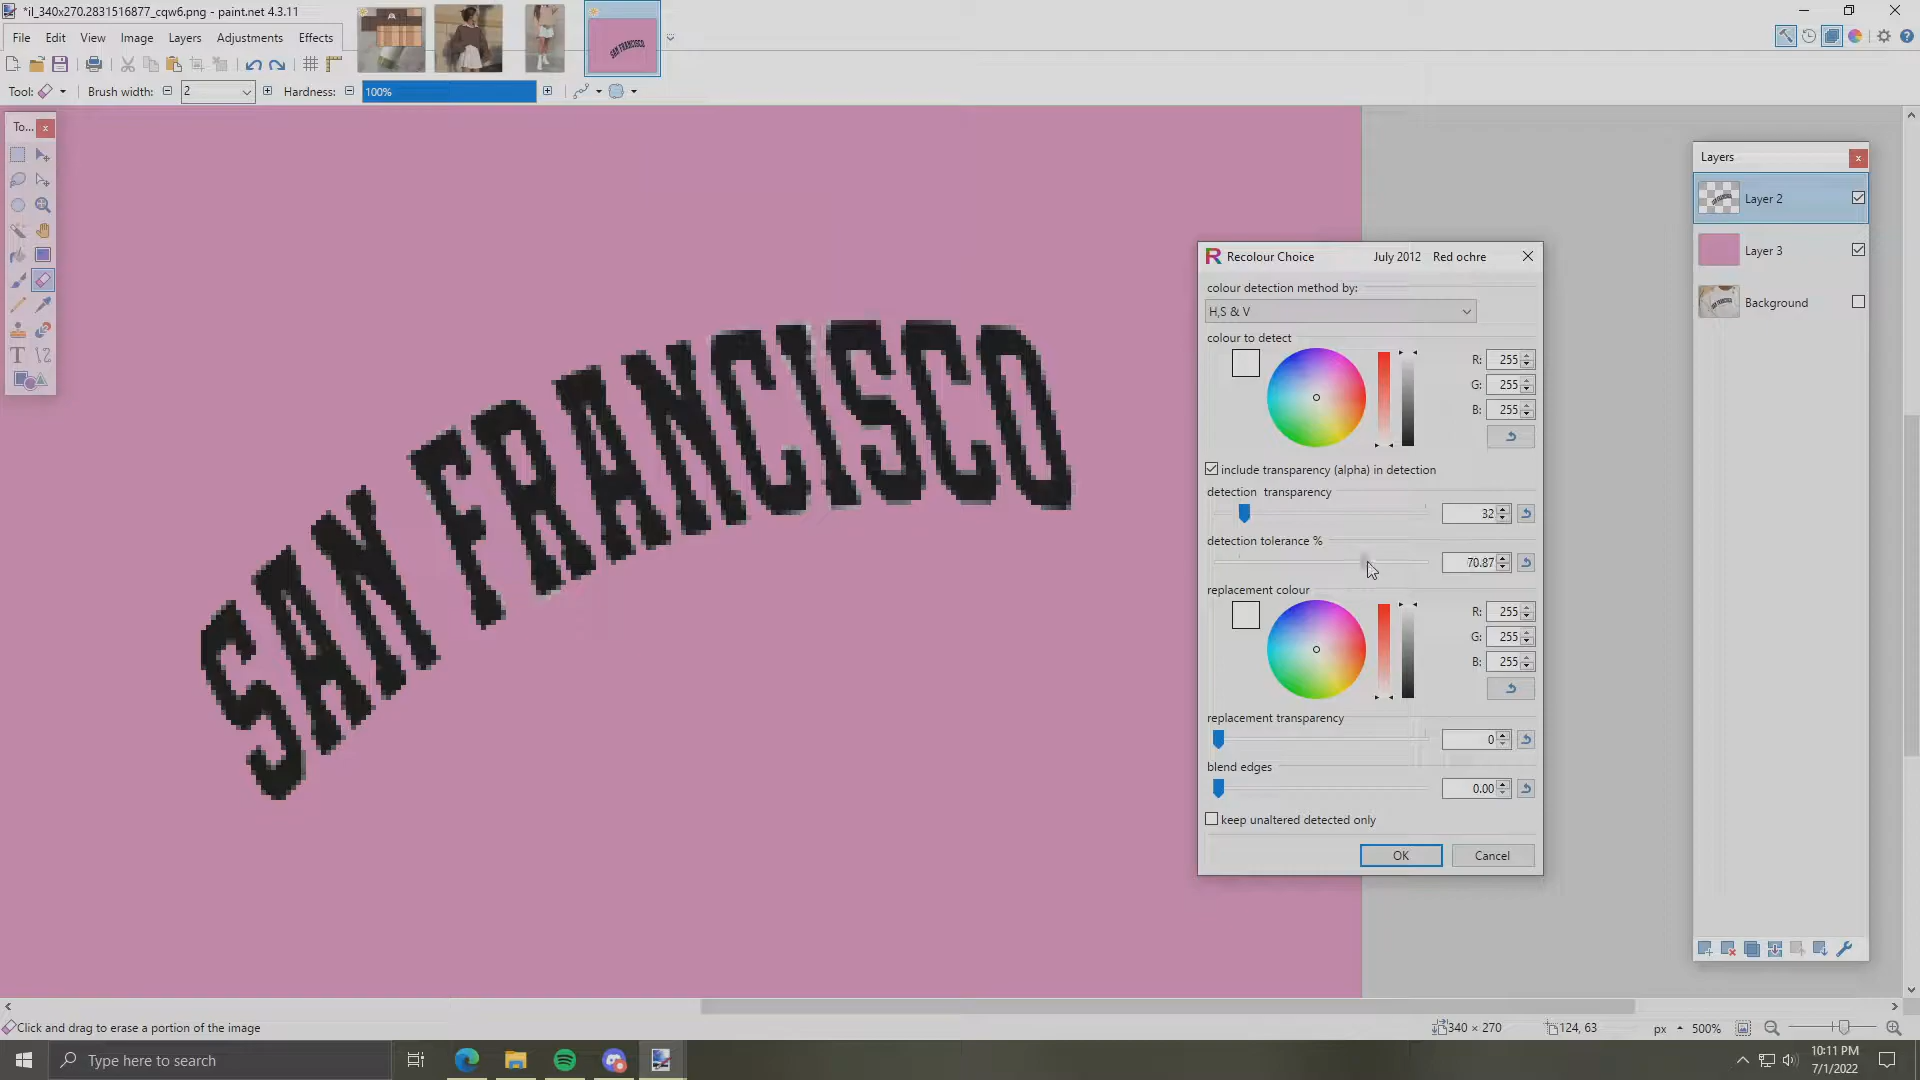 *il_340x270.2831516877_cqw6.png - paint.net 4.3.11
File Edit View Image Layers Adjustments Effects
Tool: Brush width: 2 Hardness: 100%
To...
SAN FRANCISCO
Recolour Choice July 2012 Red ochre
colour detection method by:
H,S & V
colour to detect
R: 255
G: 255
B: 255
include transparency (alpha) in detection
detection transparency
32
detection tolerance %
70.87
replacement colour
R: 255
G: 255
B: 255
replacement transparency
0
blend edges
0.00
keep unaltered detected only
OK Cancel
Layers
Layer 2
Layer 3
Background
Click and drag to erase a portion of the image
340 × 270 124, 63 px 500%
Type here to search
10:11 PM
7/1/2022